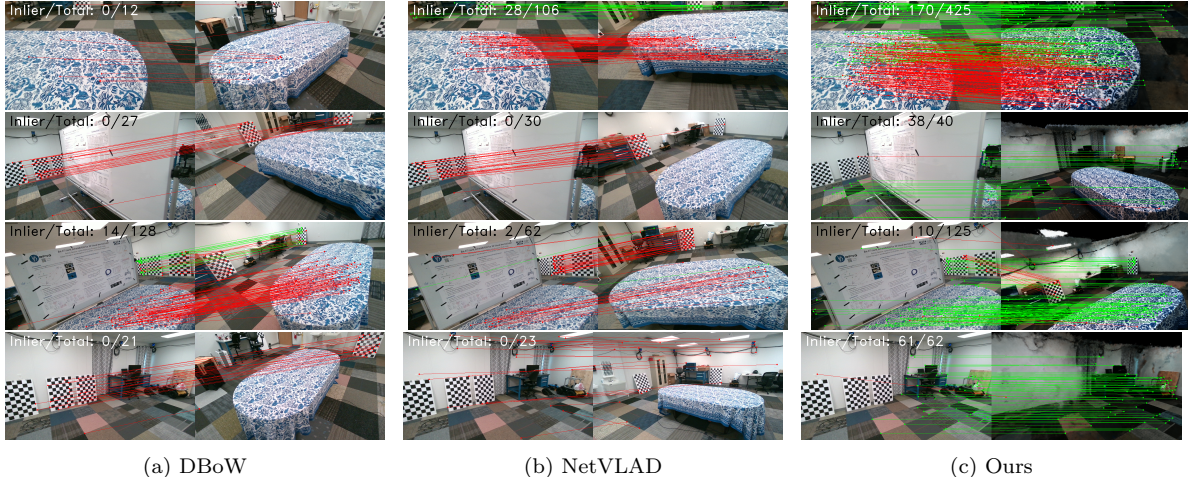 Inlier/Total: 0/12
Inlier/Total: 28/106
Inlier/Total: 170/425
Inlier/Total: 0/27
Inlier/Total: 0/30
Inlier/Total: 38/40
Inlier/Total: 14/128
Inlier/Total: 2/62
Inlier/Total: 110/125
Inlier/Total: 0/21
Inlier/Total: 0/23
Inlier/Total: 61/62
(a) DBoW
(b) NetVLAD
(c) Ours